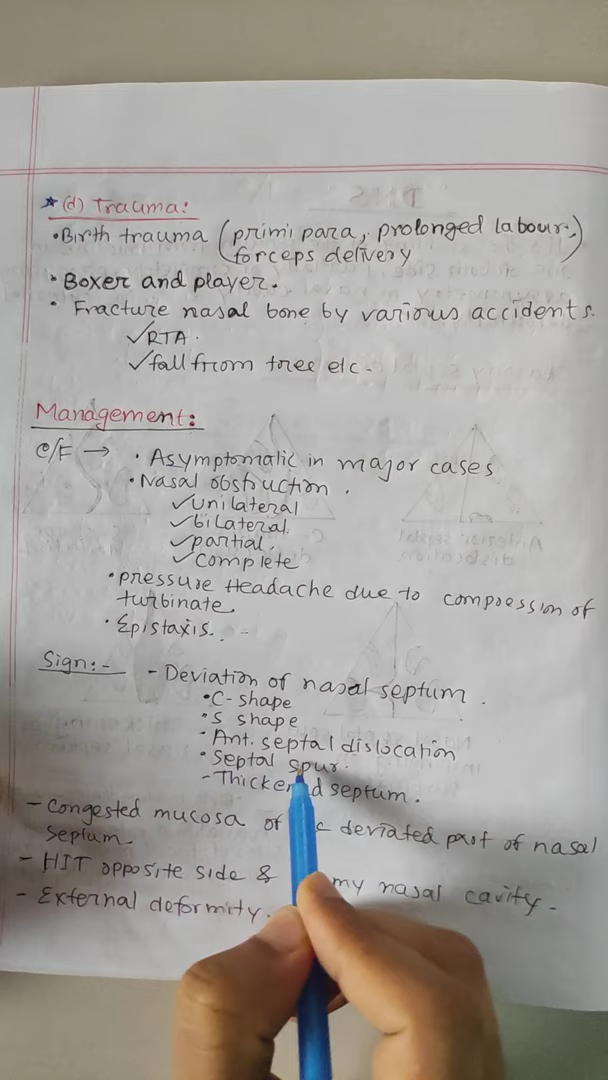 ★ (d) Trauma:
• Birth trauma (primi para, prolonged labour.)
forceps delivery
• Boxer and player.
• Fracture nasal bone by various accidents.
✓RTA.
✓fall from tree etc.
Management:
C/F → • Asymptomatic in major cases
• Nasal obstruction.
✓unilateral
✓bilateral.
✓partial.
✓complete
• pressure Headache due to compression of
turbinate
• Epistaxis.
Sign:- - Deviation of nasal septum.
• C-shape
• S shape
• Ant. septal dislocation
• Septal spur.
- Thickened septum.
- Congested mucosa of deviated part of nasal
septum
- HIT opposite side & my nasal cavity.
- External deformity.